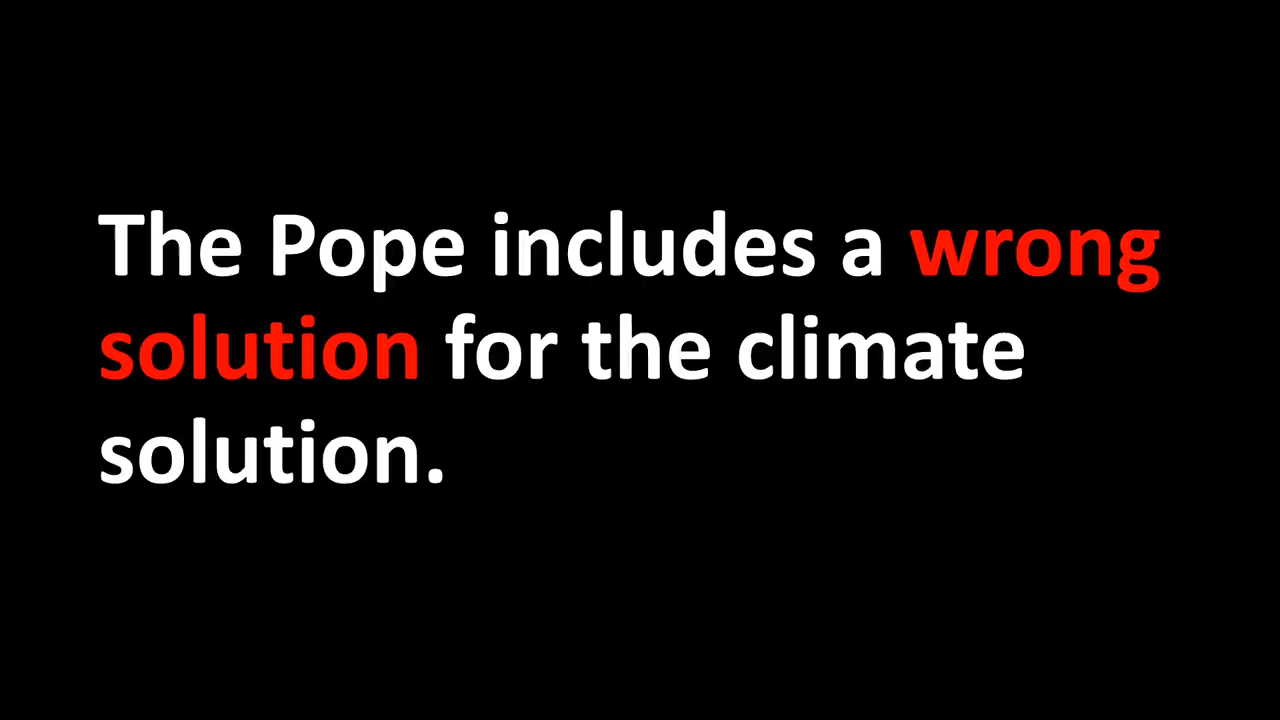 The Pope includes a wrong
solution for the climate
solution.